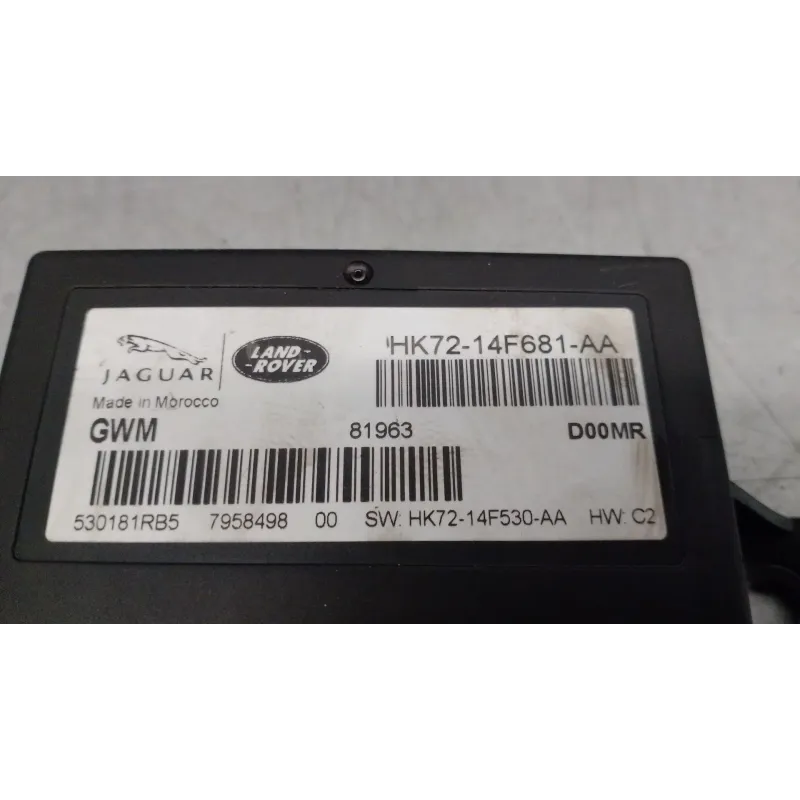 JAGUAR
LAND-
-ROVER
HK72-14F681-AA
Made in Morocco
GWM 81963 D00MR
530181RB5 7958498 00 SW: HK72-14F530-AA HW: C2